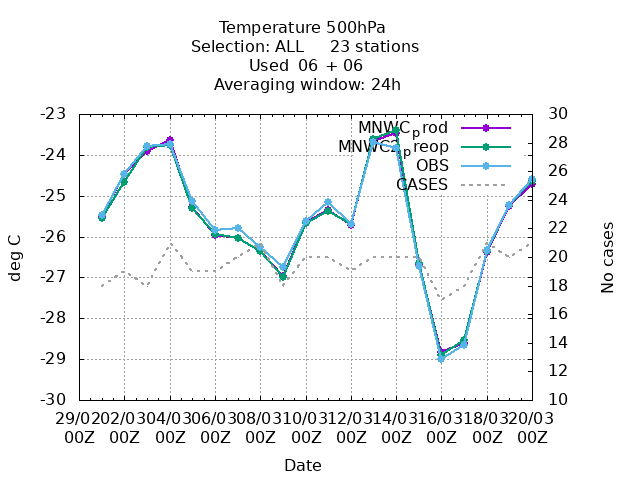 Temperature 500hPa
Selection: ALL 23 stations
Used 06 + 06
Averaging window: 24h
-23
-24
-25
-26
-27
-28
-29
-30
deg C
MNWC_prod
MNWC2_preop
OBS
CASES
30
28
26
24
22
20
18
16
14
12
10
No cases
29/02 02/03 04/03 06/03 08/03 10/03 12/03 14/03 16/03 18/03 20/03
00Z 00Z 00Z 00Z 00Z 00Z 00Z 00Z 00Z 00Z 00Z
Date